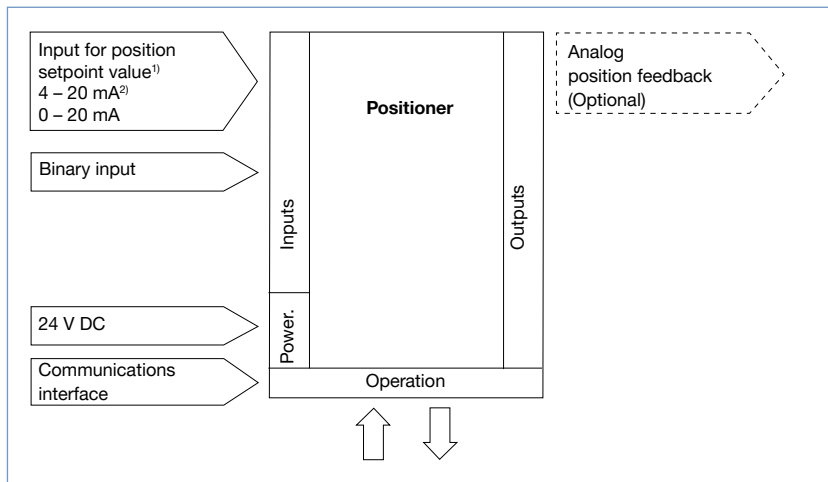 Input for position
setpoint value¹⁾
4 – 20 mA²⁾
0 – 20 mA
Binary input
24 V DC
Communications
interface
Inputs
Power.
Positioner
Operation
Outputs
Analog
position feedback
(Optional)